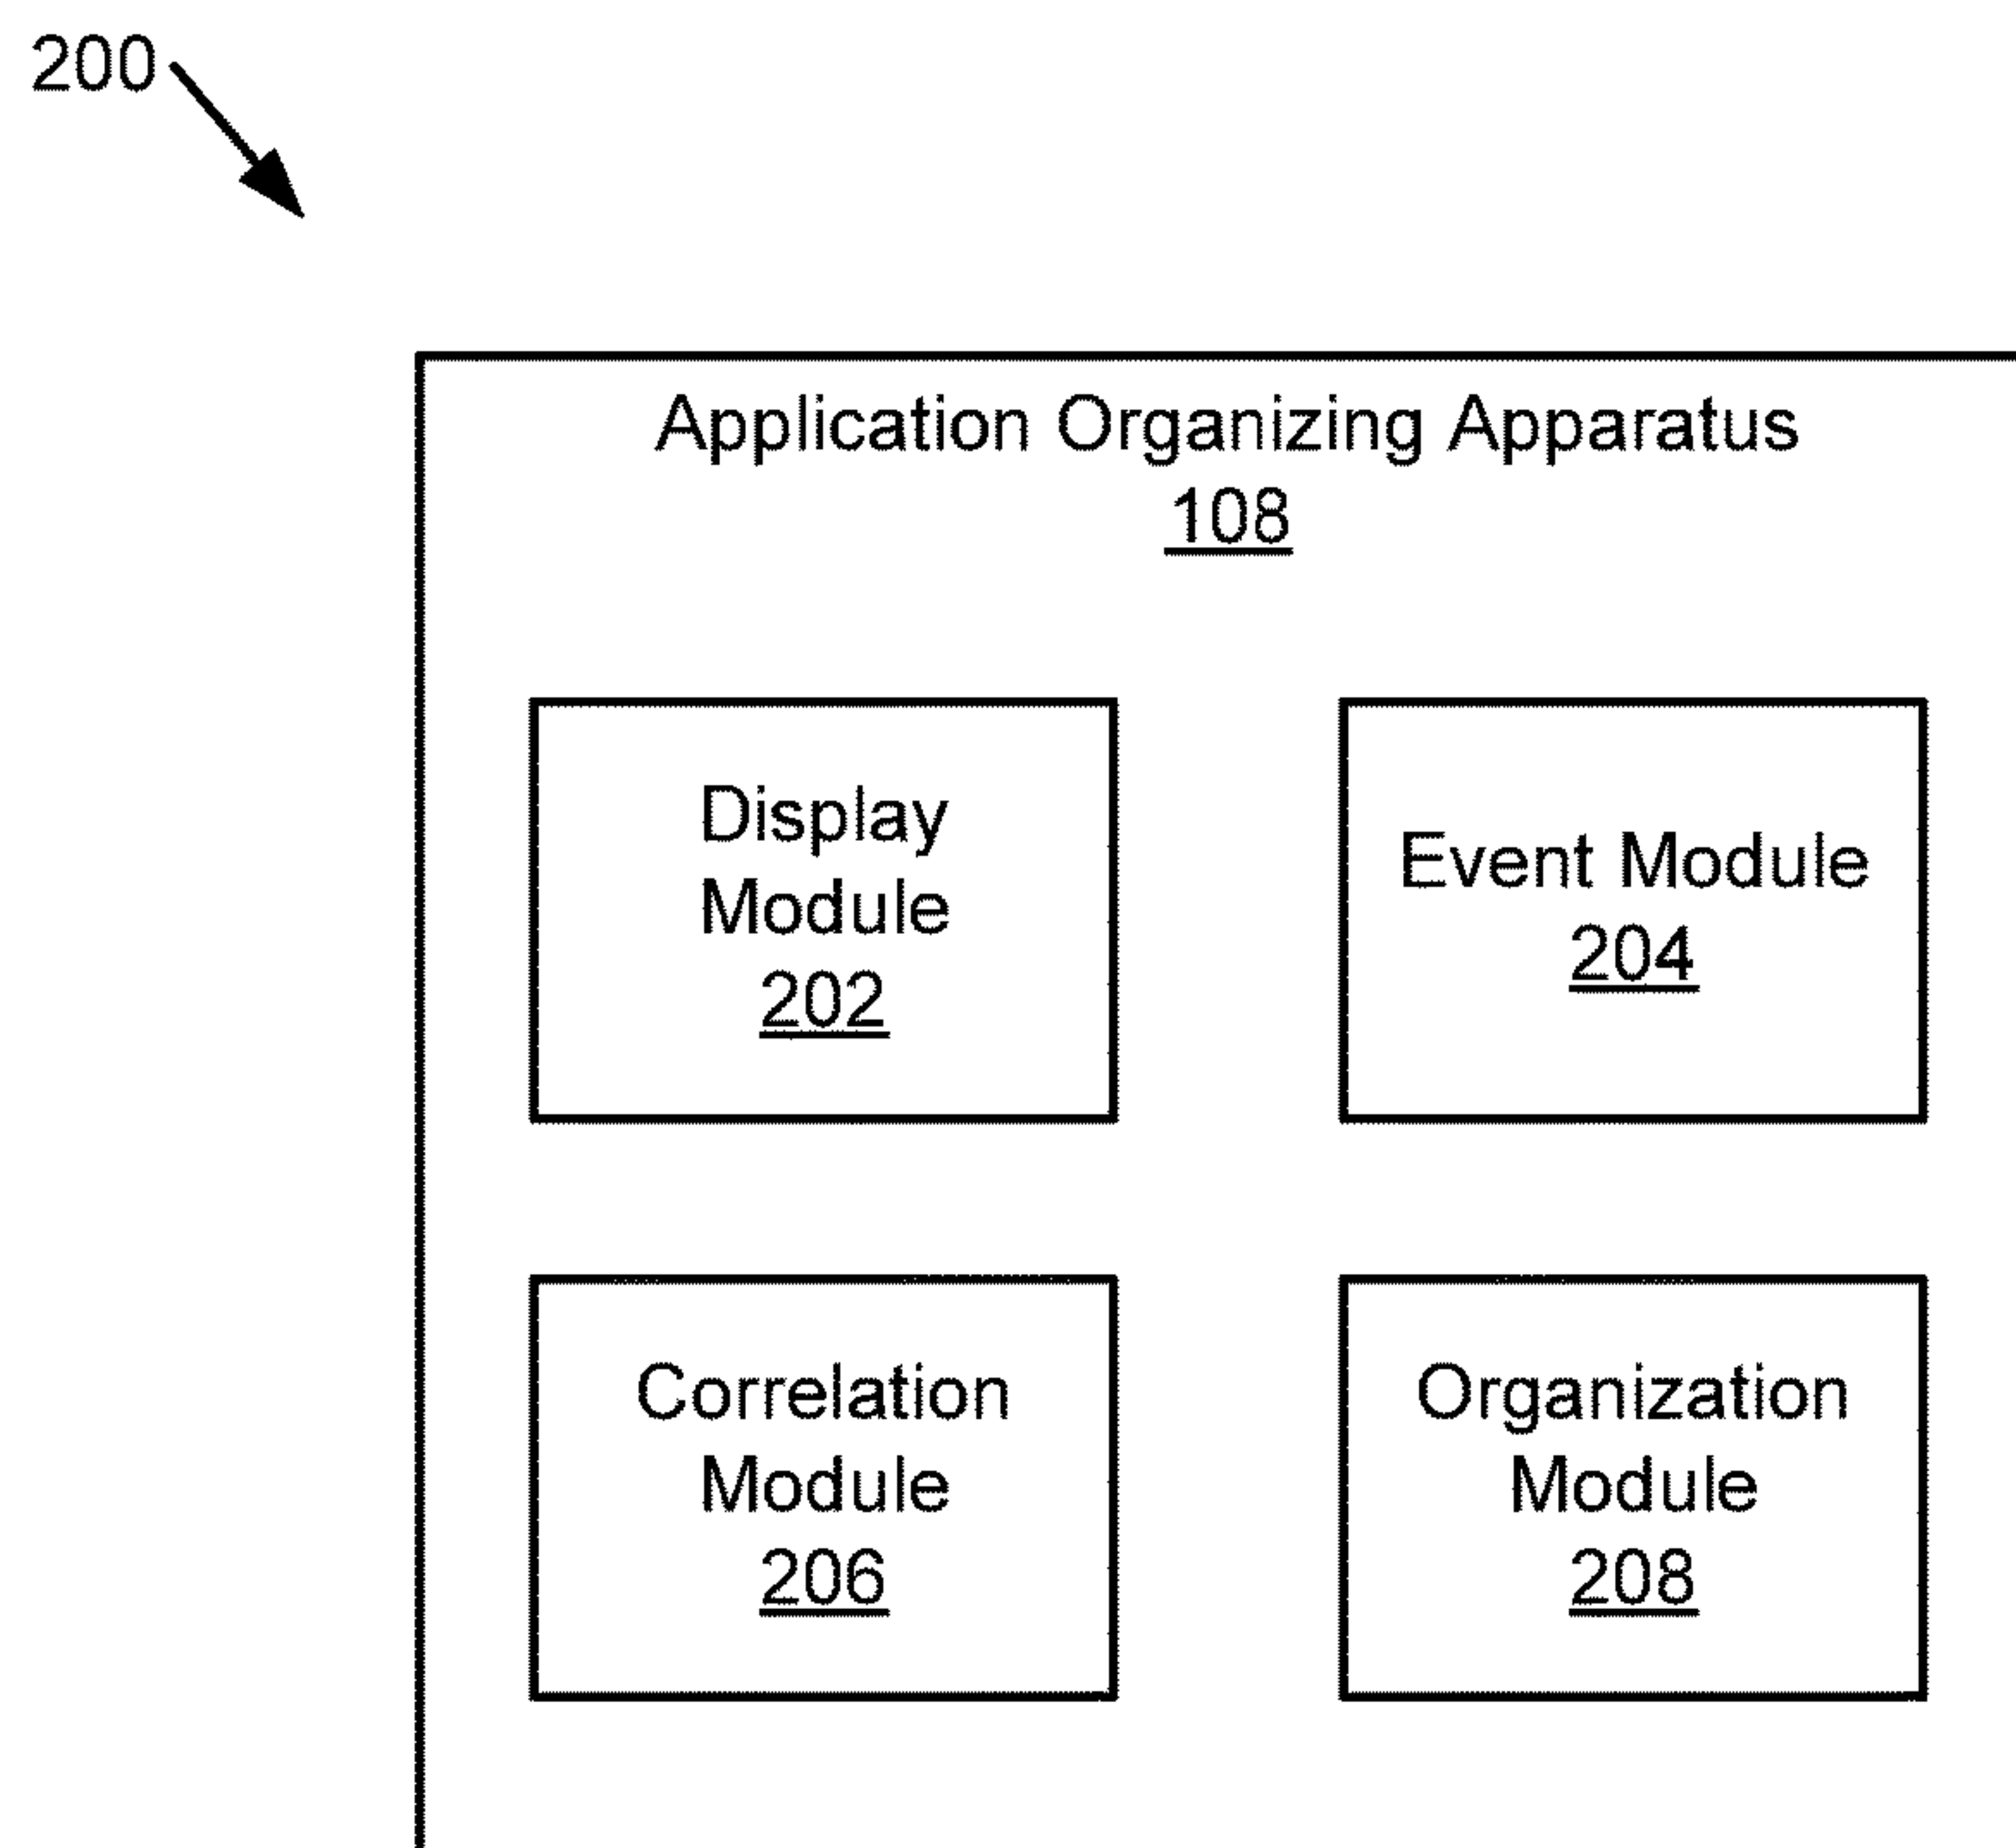 200
Application Organizing Apparatus
108
Display
Module
202
Event Module
204
Correlation
Module
206
Organization
Module
208